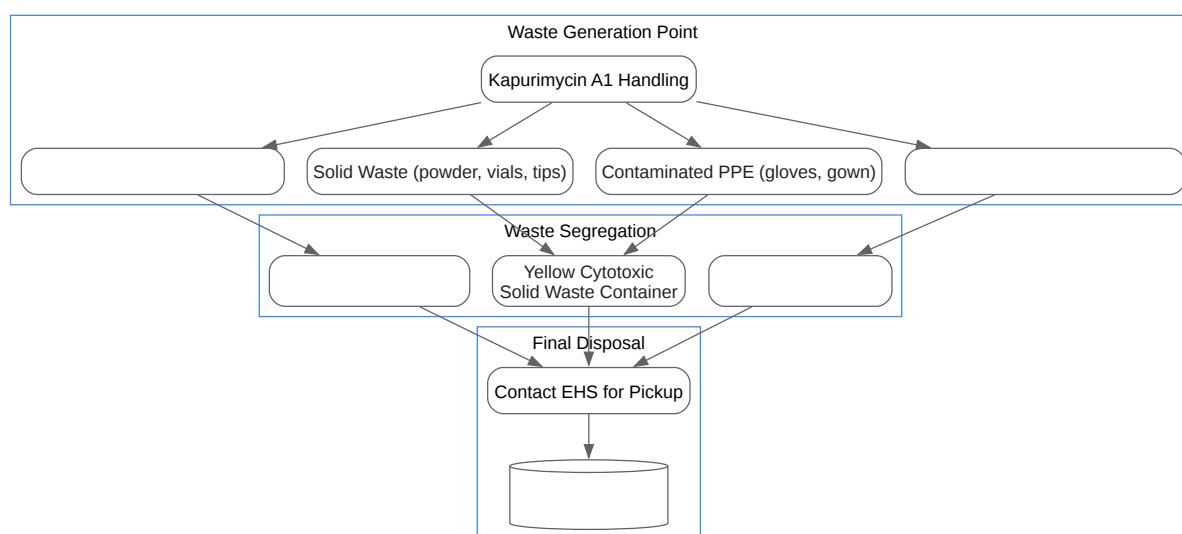 Waste Generation Point
Kapurimycin A1 Handling
Solid Waste (powder, vials, tips)
Contaminated PPE (gloves, gown)
Waste Segregation
Yellow Cytotoxic
Solid Waste Container
Final Disposal
Contact EHS for Pickup